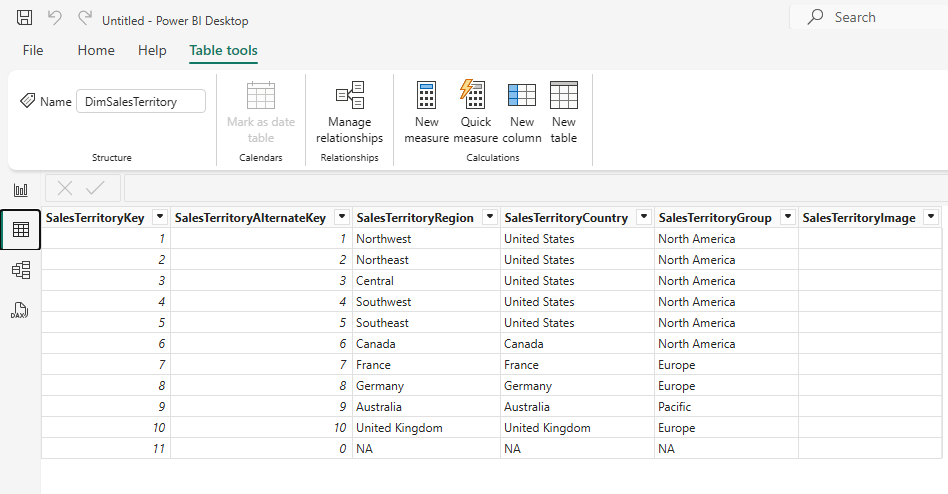 Untitled - Power BI Desktop
Search
File Home Help Table tools
Name DimSalesTerritory
Mark as date table
Manage relationships
New measure
Quick measure
New column
New table
Structure Calendars Relationships Calculations
SalesTerritoryKey SalesTerritoryAlternateKey SalesTerritoryRegion SalesTerritoryCountry SalesTerritoryGroup SalesTerritoryImage
1 1 Northwest United States North America
2 2 Northeast United States North America
3 3 Central United States North America
4 4 Southwest United States North America
5 5 Southeast United States North America
6 6 Canada Canada North America
7 7 France France Europe
8 8 Germany Germany Europe
9 9 Australia Australia Pacific
10 10 United Kingdom United Kingdom Europe
11 0 NA NA NA
DAX